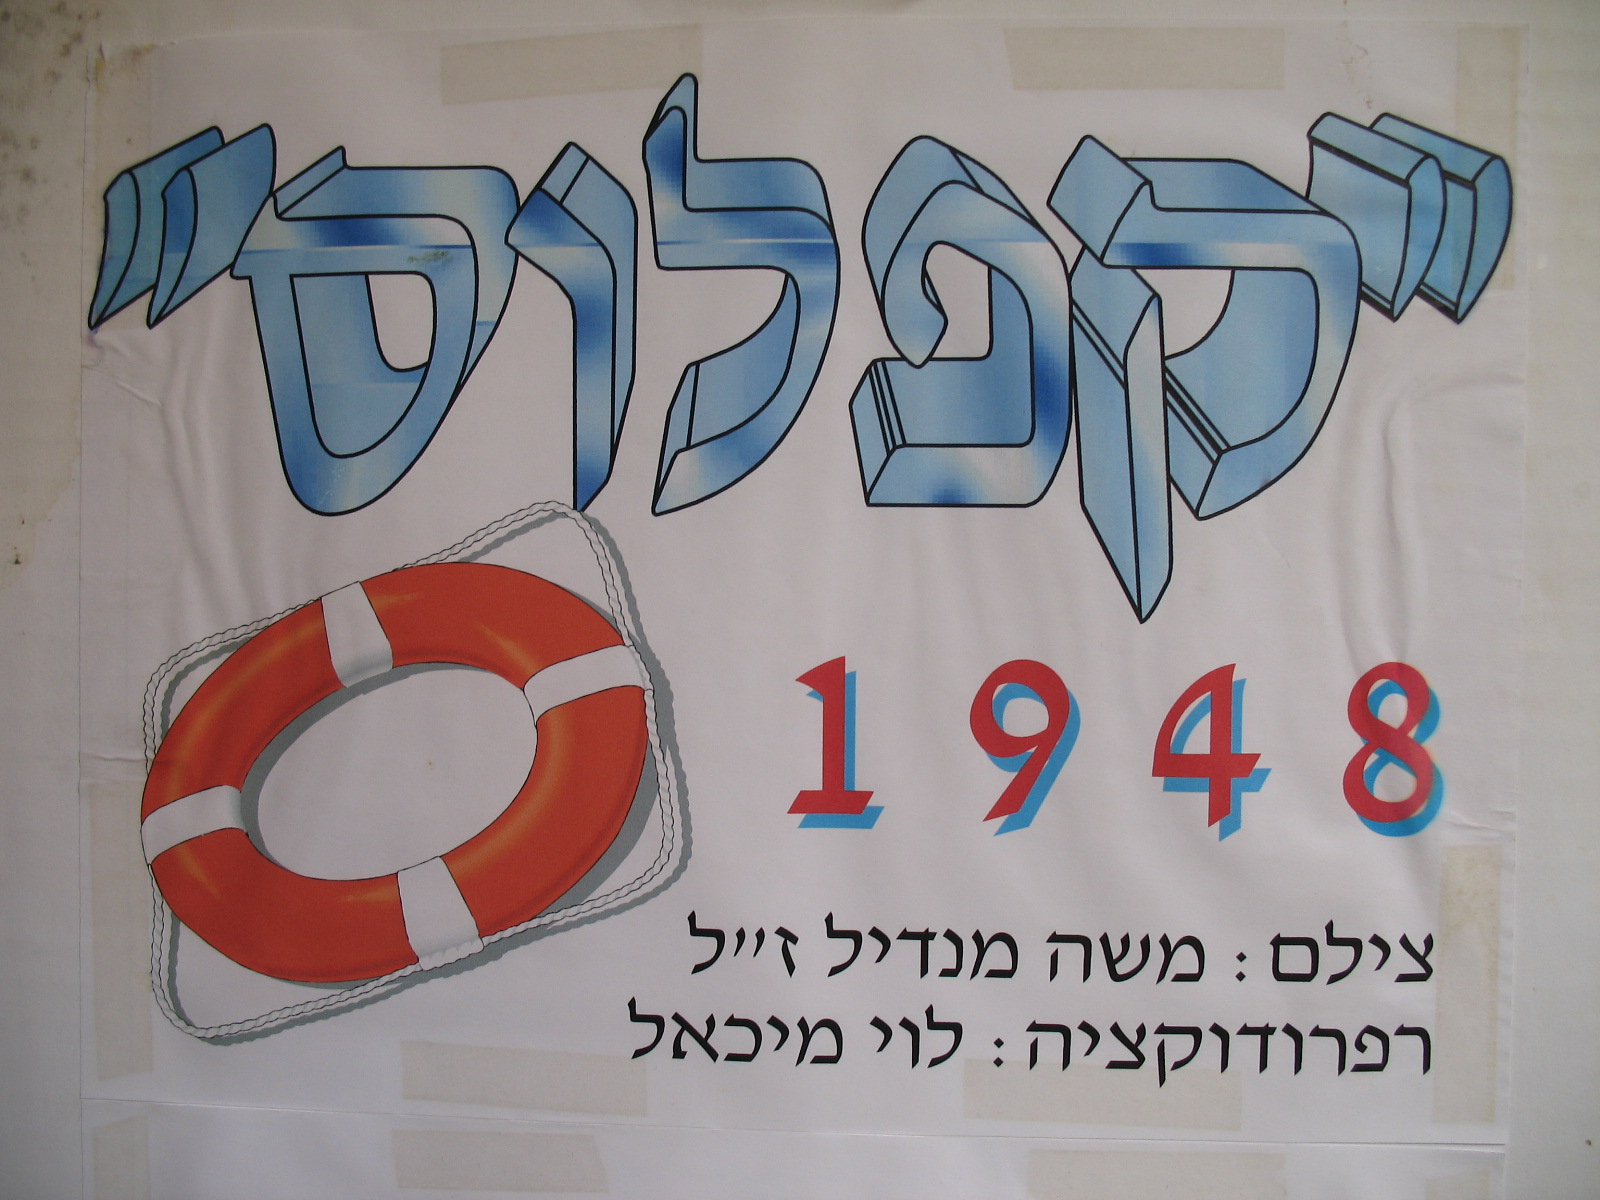 "קפלוס"
1948
צילם : משה מנדיל ז"ל
רפרודוקציה : לוי מיכאל